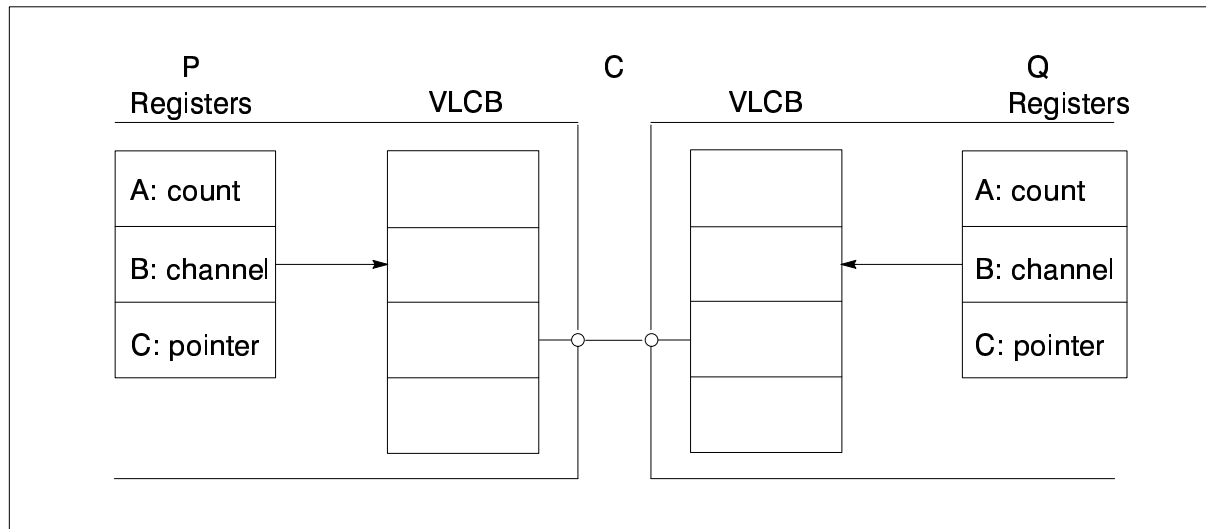 P
Registers
VLCB
C
VLCB
Q
Registers
A: count
B: channel
C: pointer
A: count
B: channel
C: pointer